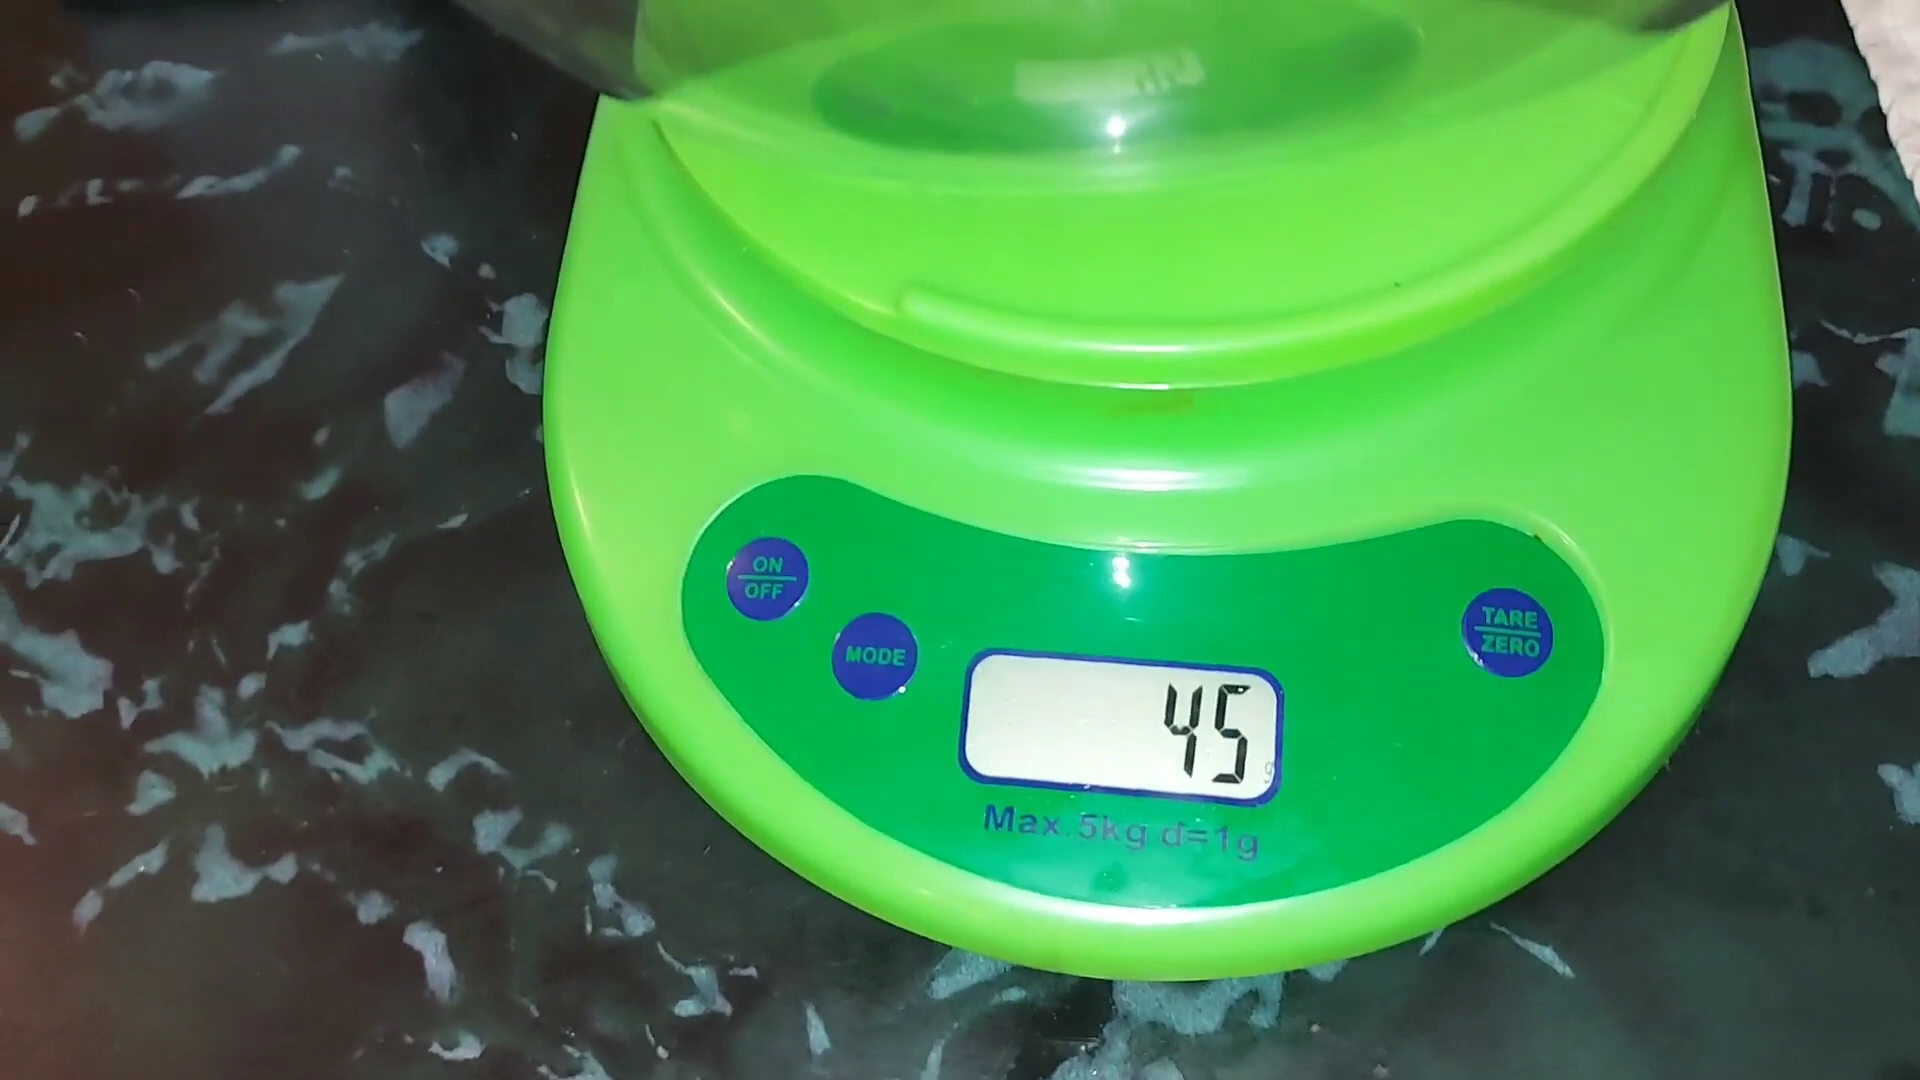 ON
OFF
MODE
TARE
ZERO
45
g
Max.5kg d=1g